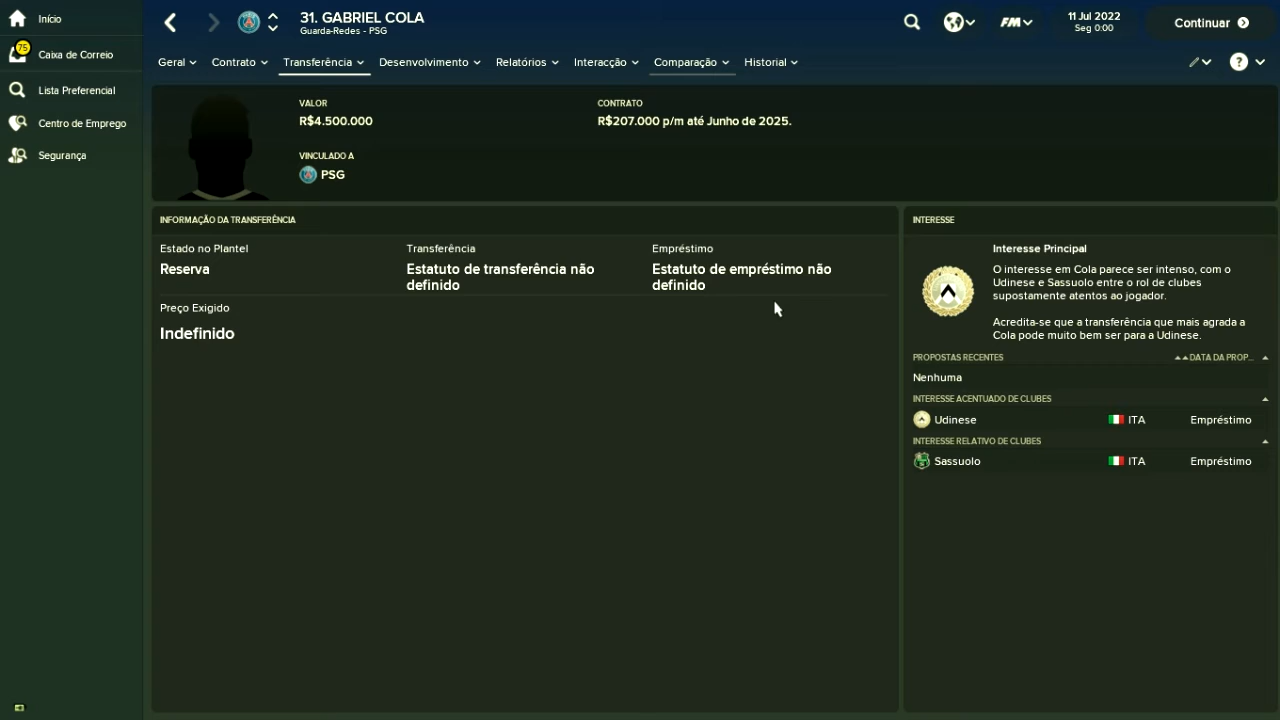 Início
75
Caixa de Correio
Lista Preferencial
Centro de Emprego
Segurança
31. GABRIEL COLA
Guarda-Redes - PSG
FM
11 Jul 2022
Seg 0:00
Continuar
Geral
Contrato
Transferência
Desenvolvimento
Relatórios
Interacção
Comparação
Historial
?
VALOR
R$4.500.000
CONTRATO
R$207.000 p/m até Junho de 2025.
VINCULADO A
PSG
INFORMAÇÃO DA TRANSFERÊNCIA
Estado no Plantel
Reserva
Transferência
Estatuto de transferência não
definido
Empréstimo
Estatuto de empréstimo não
definido
Preço Exigido
Indefinido
INTERESSE
Interesse Principal
O interesse em Cola parece ser intenso, com o
Udinese e Sassuolo entre o rol de clubes
supostamente atentos ao jogador.
Acredita-se que a transferência que mais agrada a
Cola pode muito bem ser para a Udinese.
PROPOSTAS RECENTES DATA DA PROP...
Nenhuma
INTERESSE ACENTUADO DE CLUBES
Udinese ITA Empréstimo
INTERESSE RELATIVO DE CLUBES
Sassuolo ITA Empréstimo